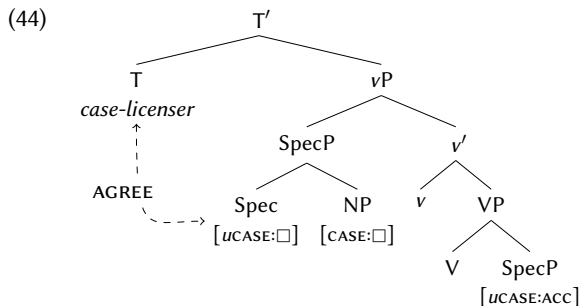 (44) T′
T vP
case-licenser
SpecP v′
AGREE
Spec NP v VP
[uCASE:□] [CASE:□]
V SpecP
[uCASE:ACC]